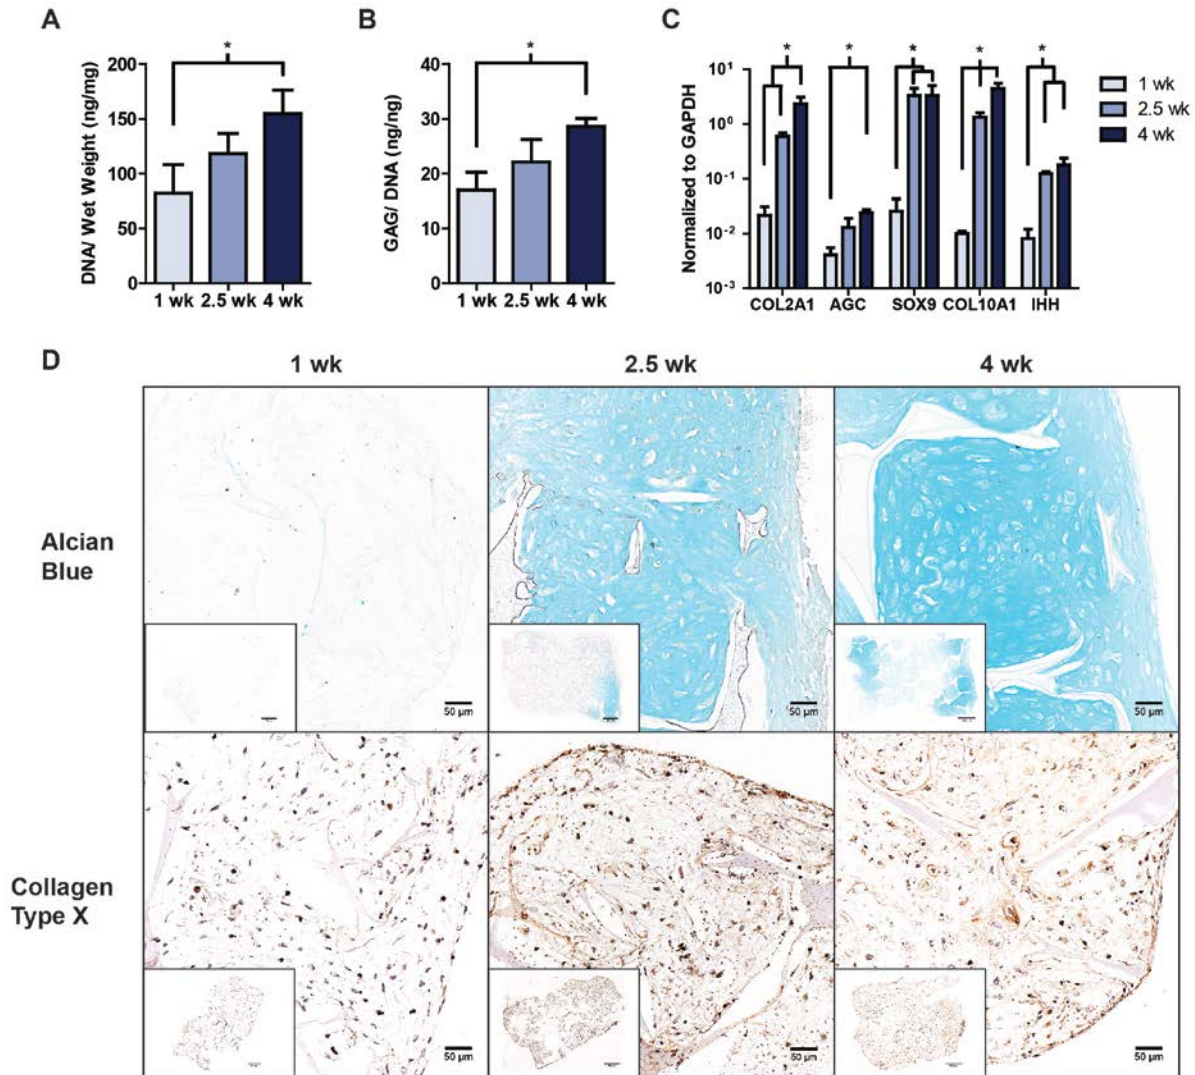 A
B
C
*
200
150
100
50
0
DNA/ Wet Weight (ng/mg)
1 wk 2.5 wk 4 wk
*
40
30
20
10
0
GAG/ DNA (ng/ng)
1 wk 2.5 wk 4 wk
* * * * *
10¹
10⁰
10⁻¹
10⁻²
10⁻³
Normalized to GAPDH
COL2A1 AGC SOX9 COL10A1 IHH
1 wk
2.5 wk
4 wk
D
1 wk 2.5 wk 4 wk
Alcian
Blue
50 µm 50 µm 50 µm
Collagen
Type X
50 µm 50 µm 50 µm